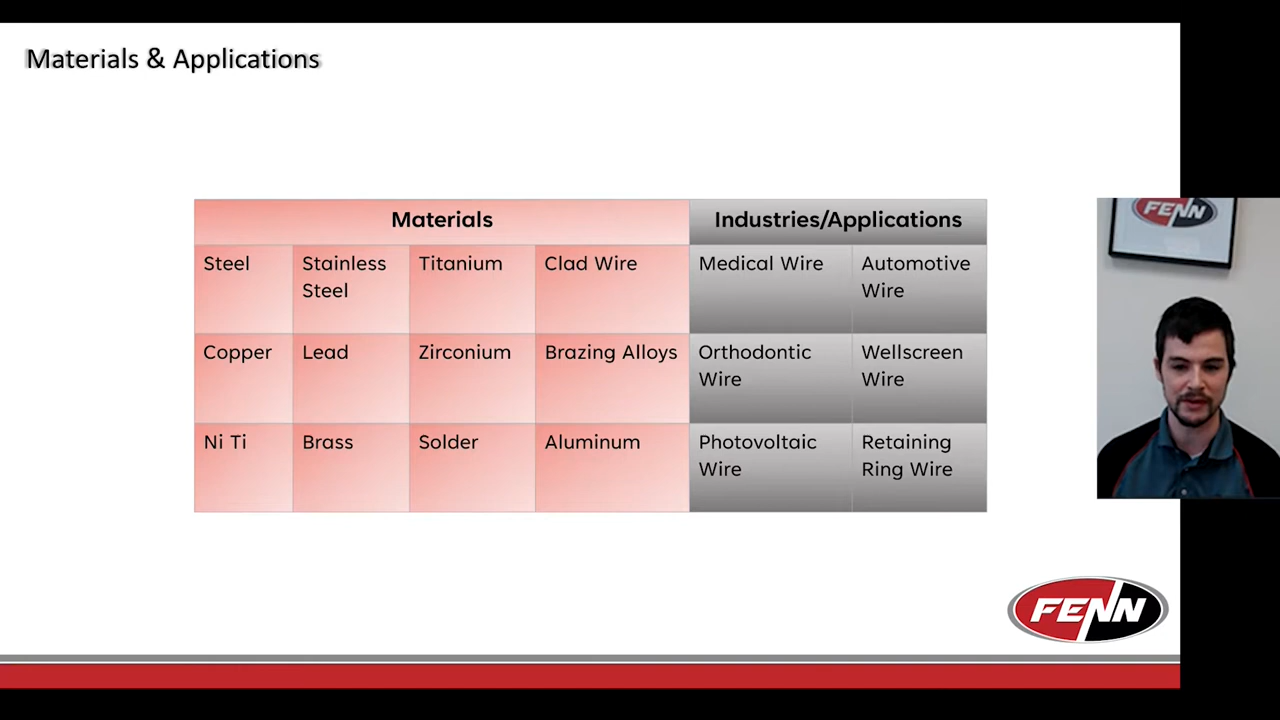 Materials & Applications
Materials
Industries/Applications
Steel
Stainless
Steel
Titanium
Clad Wire
Medical Wire
Automotive
Wire
Copper
Lead
Zirconium
Brazing Alloys
Orthodontic
Wire
Wellscreen
Wire
Ni Ti
Brass
Solder
Aluminum
Photovoltaic
Wire
Retaining
Ring Wire
FENN
FENN